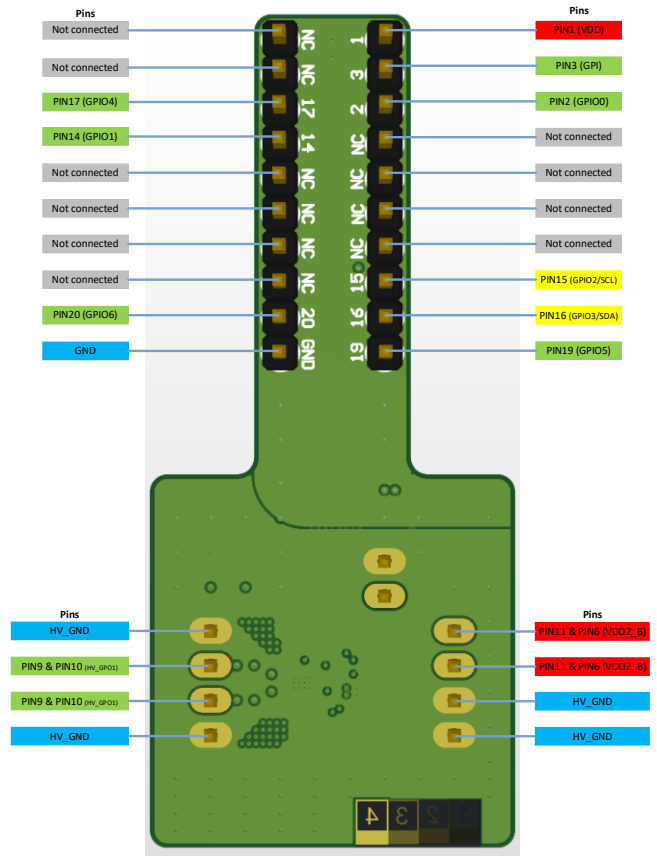 Pins
Pins
Not connected
NC
1
PIN1 (VDD)
Not connected
NC
3
PIN3 (GPI)
PIN17 (GPIO4)
17
2
PIN2 (GPIO0)
PIN14 (GPIO1)
14
NC
Not connected
Not connected
NC
NC
Not connected
Not connected
NC
NC
Not connected
Not connected
NC
NC
Not connected
Not connected
NC
15
PIN15 (GPIO2/SCL)
PIN20 (GPIO6)
20
16
PIN16 (GPIO3/SDA)
GND
GND
19
PIN19 (GPIO5)
Pins
Pins
HV_GND
PIN11 & PIN6 (VDD2_B)
PIN9 & PIN10 (HV_GPO1)
PIN11 & PIN6 (VDD2_B)
PIN9 & PIN10 (HV_GPO1)
HV_GND
HV_GND
HV_GND
4 3 2 1